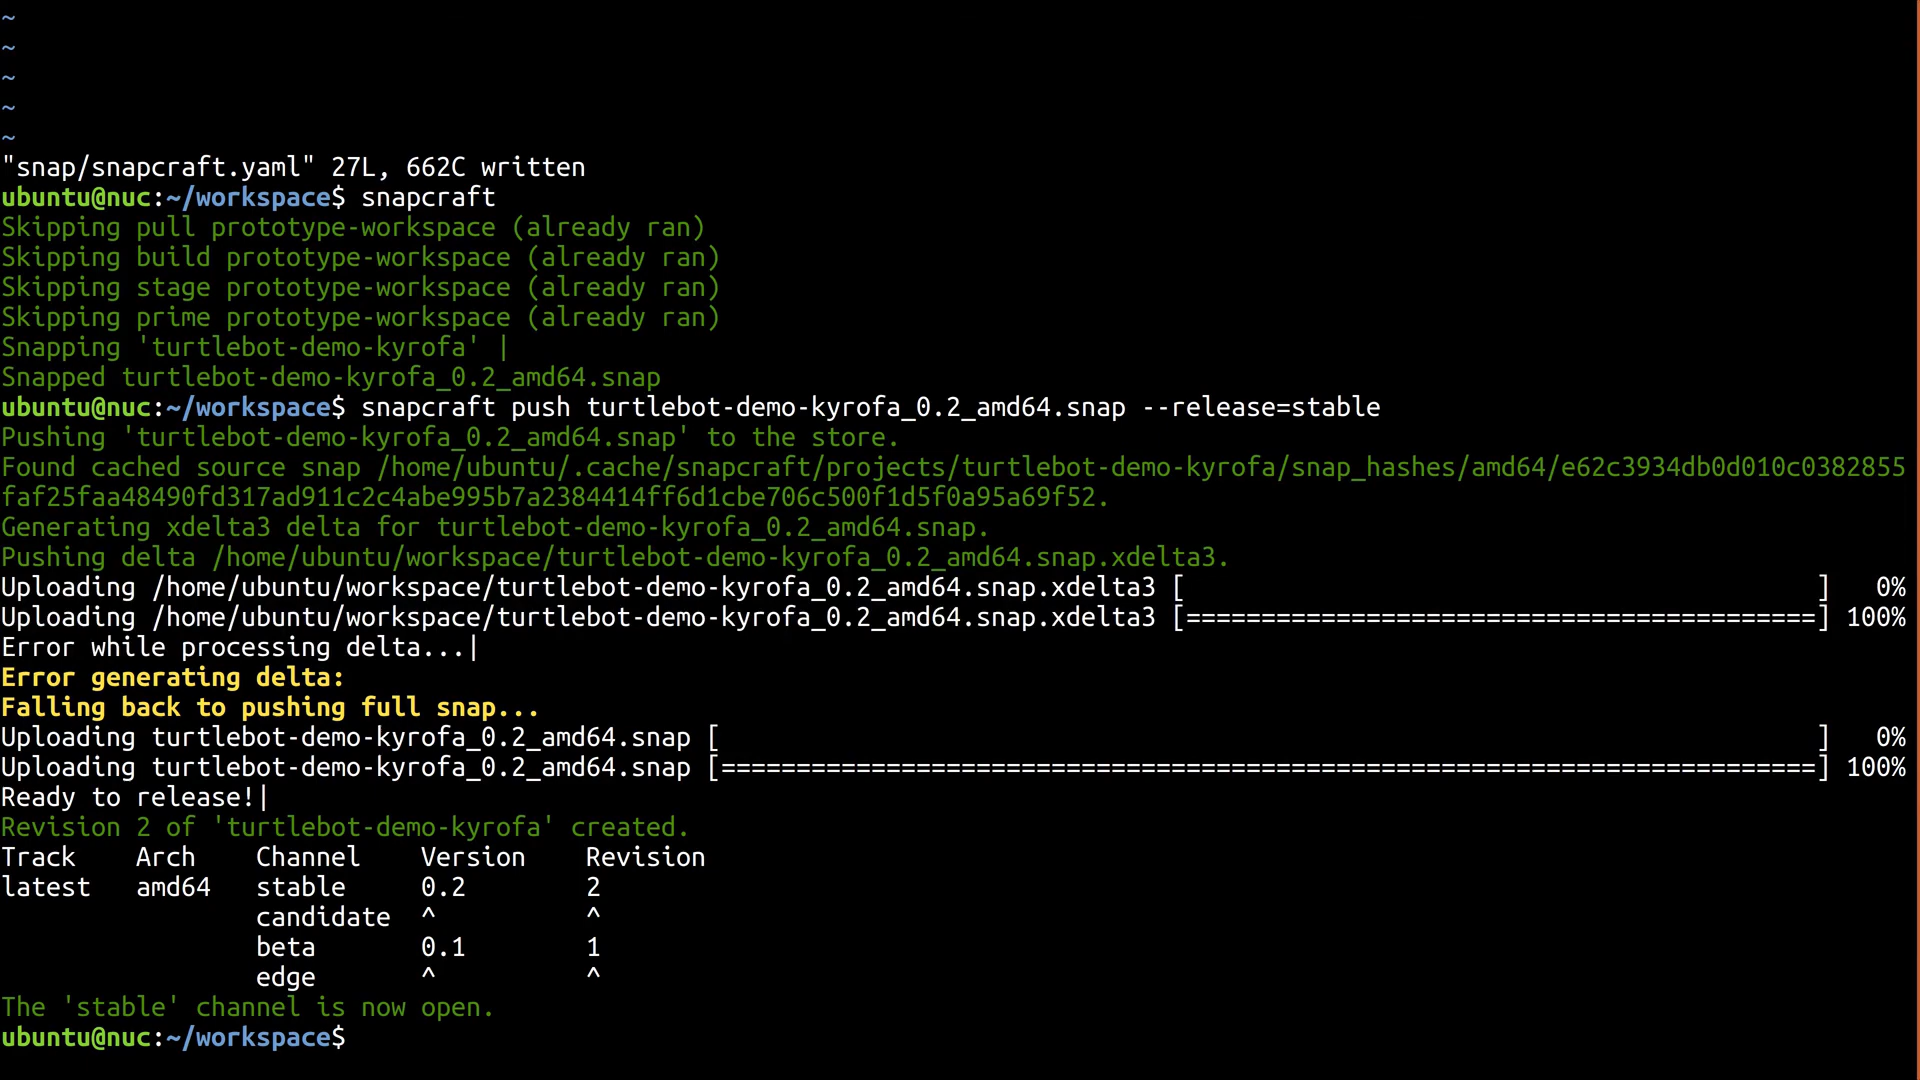 ~
~
~
~
~
"snap/snapcraft.yaml" 27L, 662C written
ubuntu@nuc:~/workspace$ snapcraft
Skipping pull prototype-workspace (already ran)
Skipping build prototype-workspace (already ran)
Skipping stage prototype-workspace (already ran)
Skipping prime prototype-workspace (already ran)
Snapping 'turtlebot-demo-kyrofa' |
Snapped turtlebot-demo-kyrofa_0.2_amd64.snap
ubuntu@nuc:~/workspace$ snapcraft push turtlebot-demo-kyrofa_0.2_amd64.snap --release=stable
Pushing 'turtlebot-demo-kyrofa_0.2_amd64.snap' to the store.
Found cached source snap /home/ubuntu/.cache/snapcraft/projects/turtlebot-demo-kyrofa/snap_hashes/amd64/e62c3934db0d010c0382855
faf25faa48490fd317ad911c2c4abe995b7a2384414ff6d1cbe706c500f1d5f0a95a69f52.
Generating xdelta3 delta for turtlebot-demo-kyrofa_0.2_amd64.snap.
Pushing delta /home/ubuntu/workspace/turtlebot-demo-kyrofa_0.2_amd64.snap.xdelta3.
Uploading /home/ubuntu/workspace/turtlebot-demo-kyrofa_0.2_amd64.snap.xdelta3 [                                          ]   0%
Uploading /home/ubuntu/workspace/turtlebot-demo-kyrofa_0.2_amd64.snap.xdelta3 [==========================================] 100%
Error while processing delta...|
Error generating delta:
Falling back to pushing full snap...
Uploading turtlebot-demo-kyrofa_0.2_amd64.snap [                                                                         ]   0%
Uploading turtlebot-demo-kyrofa_0.2_amd64.snap [=========================================================================] 100%
Ready to release!|
Revision 2 of 'turtlebot-demo-kyrofa' created.
Track    Arch    Channel    Version    Revision
latest   amd64   stable     0.2        2
                 candidate  ^          ^
                 beta       0.1        1
                 edge       ^          ^
The 'stable' channel is now open.
ubuntu@nuc:~/workspace$